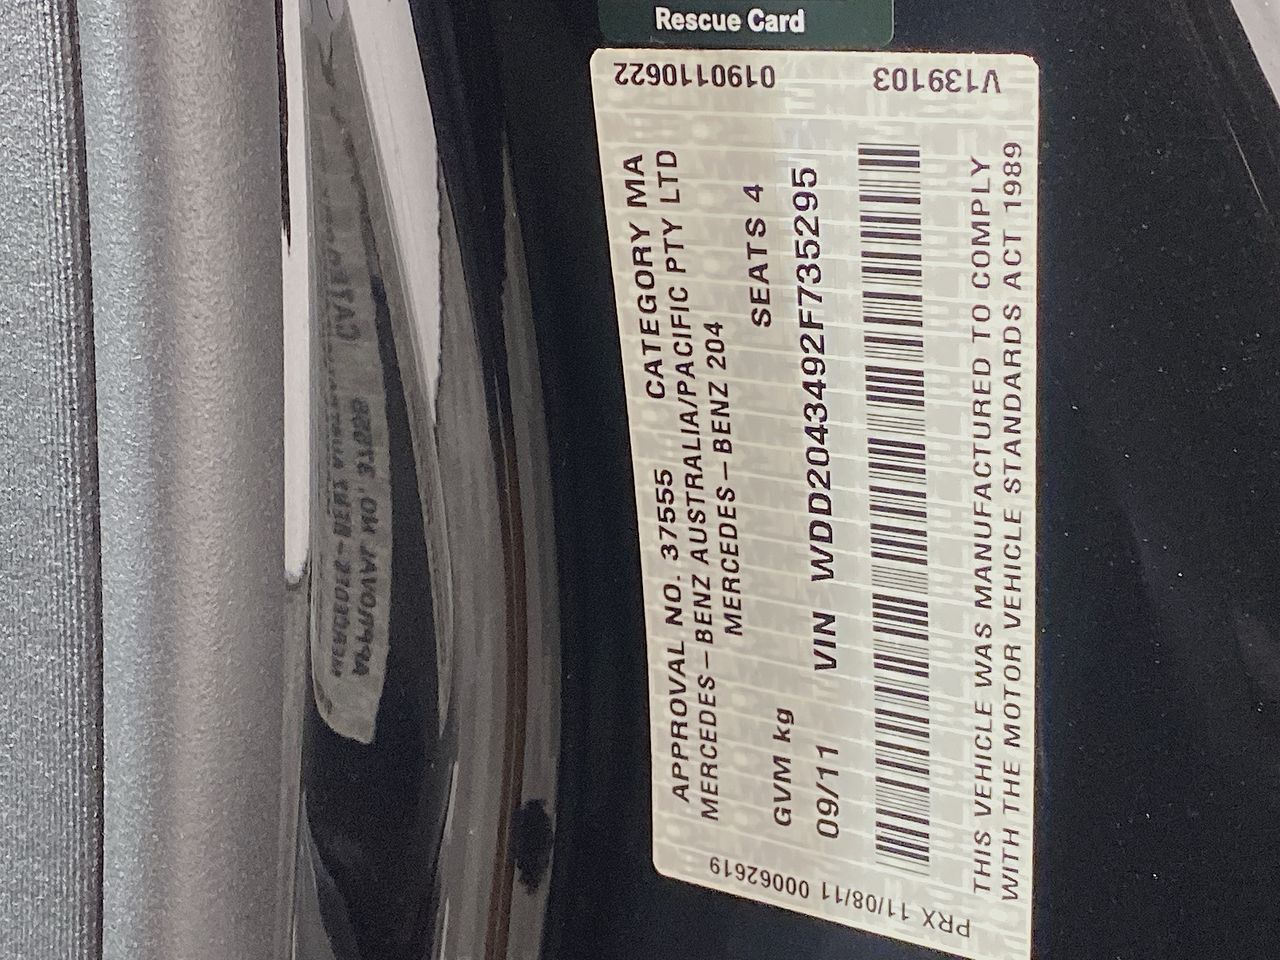 Rescue Card
0190110622
V139103
APPROVAL NO. 37555 CATEGORY MA
MERCEDES-BENZ AUSTRALIA/PACIFIC PTY LTD
MERCEDES-BENZ 204
GVM kg SEATS 4
09/11 VIN WDD2043492F735295
THIS VEHICLE WAS MANUFACTURED TO COMPLY
WITH THE MOTOR VEHICLE STANDARDS ACT 1989
PRX 11/08/11 00062619